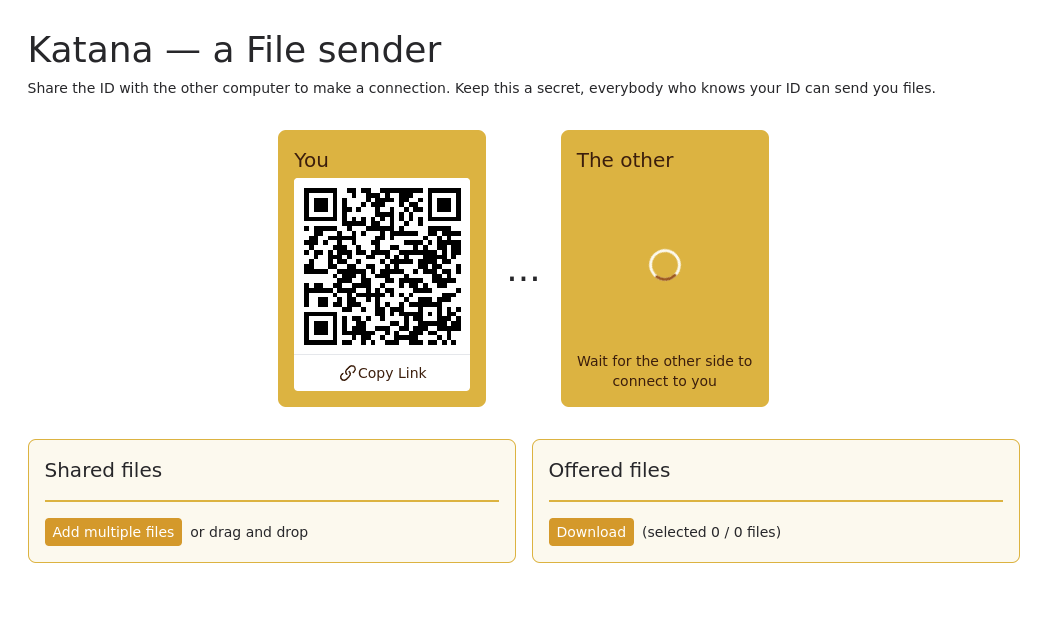 Katana — a File sender
Share the ID with the other computer to make a connection. Keep this a secret, everybody who knows your ID can send you files.
You
Copy Link
...
The other
Wait for the other side to
connect to you
Shared files
Add multiple files or drag and drop
Offered files
Download (selected 0 / 0 files)